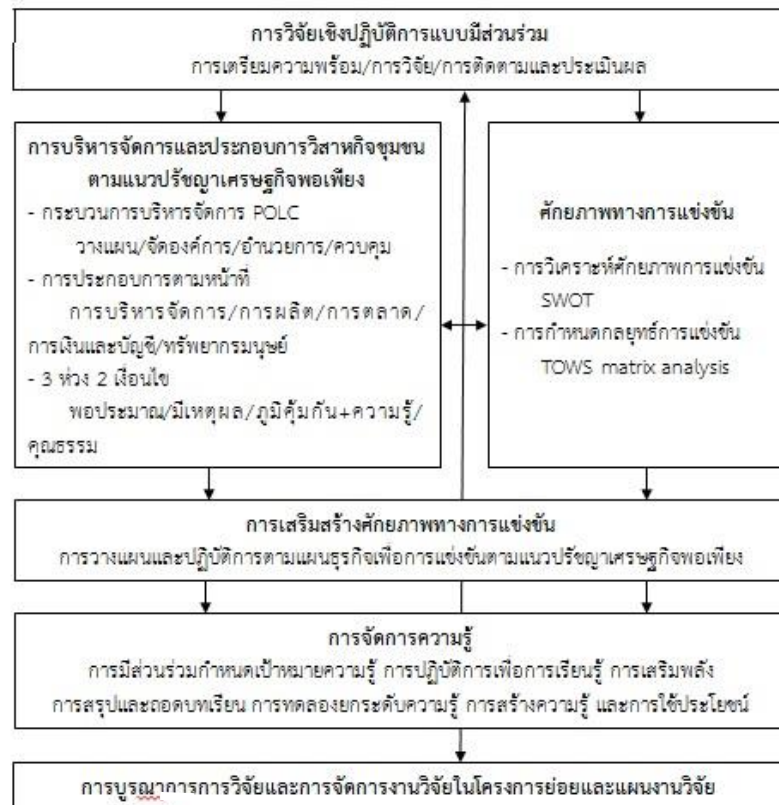 การวิจัยเชิงปฏิบัติการแบบมีส่วนร่วม
การเตรียมความพร้อม/การวิจัย/การติดตามและประเมินผล
การบริหารจัดการและประกอบการวิสาหกิจชุมชน
ตามแนวปรัชญาเศรษฐกิจพอเพียง
- กระบวนการบริหารจัดการ POLC
วางแผน/จัดองค์การ/อำนวยการ/ควบคุม
- การประกอบการตามหน้าที่
การบริหารจัดการ/การผลิต/การตลาด/
การเงินและบัญชี/ทรัพยากรมนุษย์
- 3 ห่วง 2 เงื่อนไข
พอประมาณ/มีเหตุผล/ภูมิคุ้มกัน+ความรู้/
คุณธรรม
ศักยภาพทางการแข่งขัน
- การวิเคราะห์ศักยภาพการแข่งขัน
SWOT
- การกำหนดกลยุทธ์การแข่งขัน
TOWS matrix analysis
การเสริมสร้างศักยภาพทางการแข่งขัน
การวางแผนและปฏิบัติการตามแผนธุรกิจเพื่อการแข่งขันตามแนวปรัชญาเศรษฐกิจพอเพียง
การจัดการความรู้
การมีส่วนร่วมกำหนดเป้าหมายความรู้ การปฏิบัติการเพื่อการเรียนรู้ การเสริมพลัง
การสรุปและถอดบทเรียน การทดลองยกระดับความรู้ การสร้างความรู้ และการใช้ประโยชน์
การบูรณาการการวิจัยและการจัดการงานวิจัยในโครงการย่อยและแผนงานวิจัย